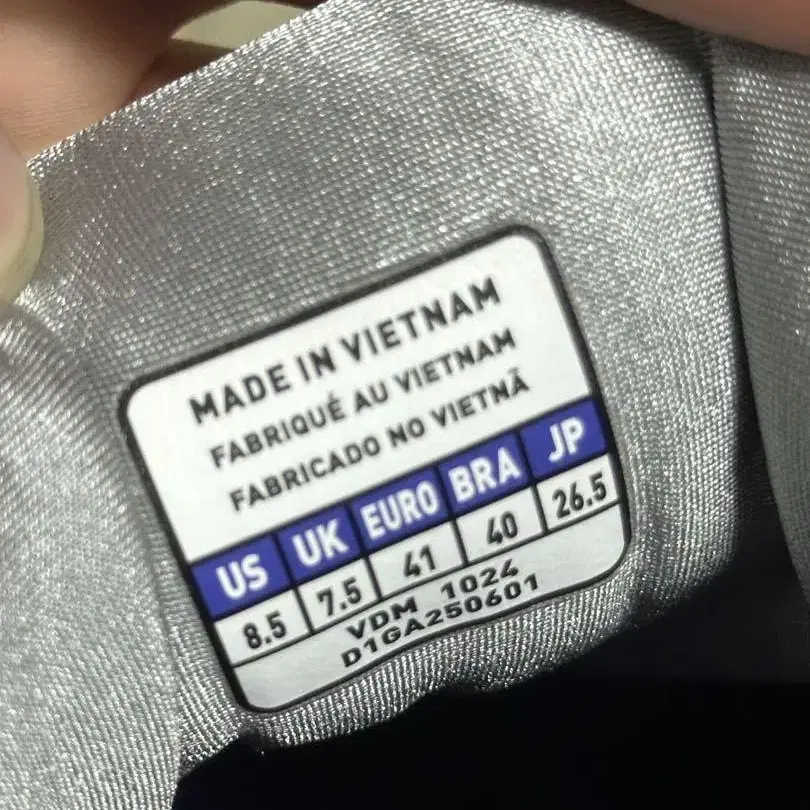 MADE IN VIETNAM
FABRIQUÉ AU VIETNAM
FABRICADO NO VIETNÃ
US UK EURO BRA JP
8.5 7.5 41 40 26.5
VDM 1024
D1GA250601